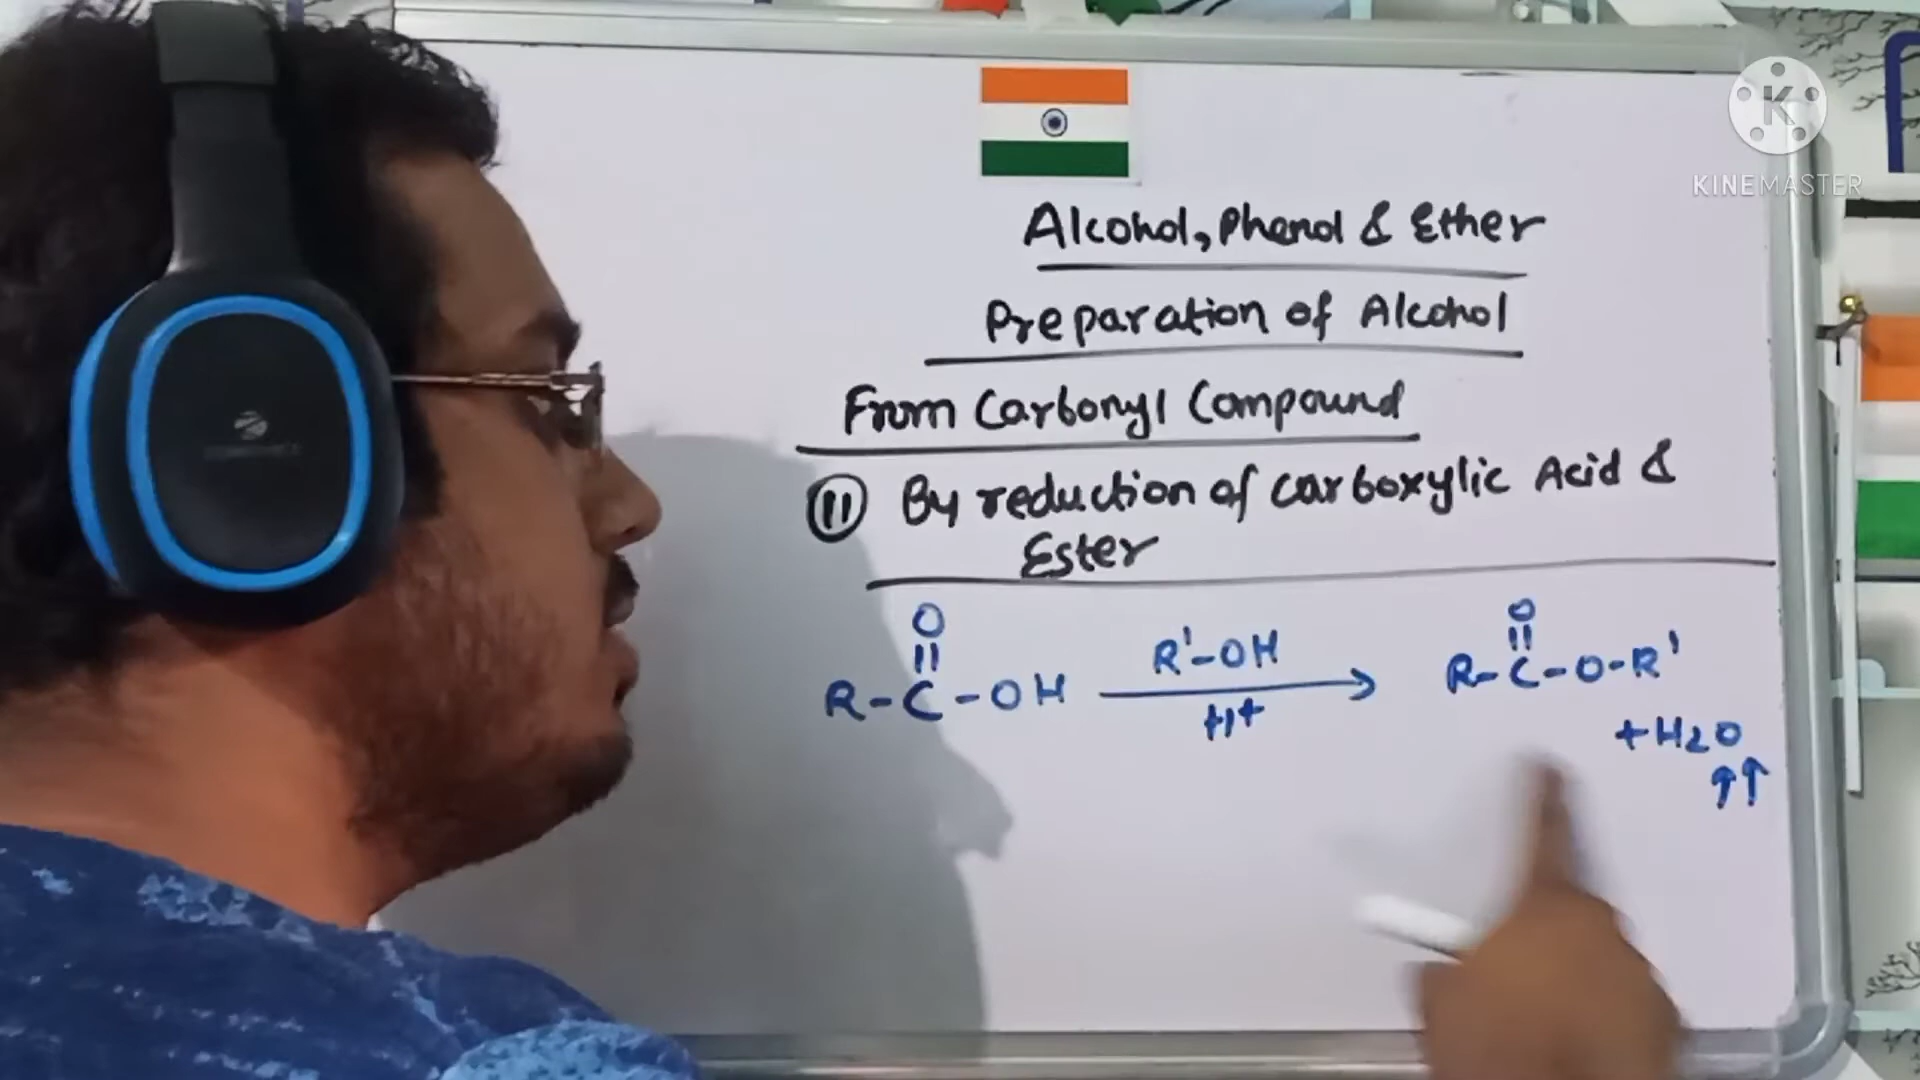 KINEMASTER
Alcohol, Phenol & Ether
Preparation of Alcohol
From Carbonyl Compound
11 By reduction of carboxylic Acid &
Ester
O
||
R-C-OH
R'-OH
H+
O
||
R-C-O-R'
+H2O
↑↑